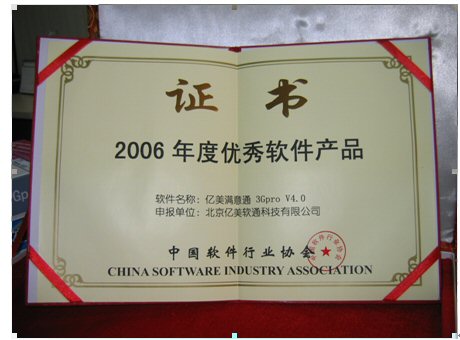 证 书
2006 年度优秀软件产品
软件名称：亿美满意通 3Gpro V4.0
申报单位：北京亿美软通科技有限公司
中国软件行业协会
CHINA SOFTWARE INDUSTRY ASSOCIATION